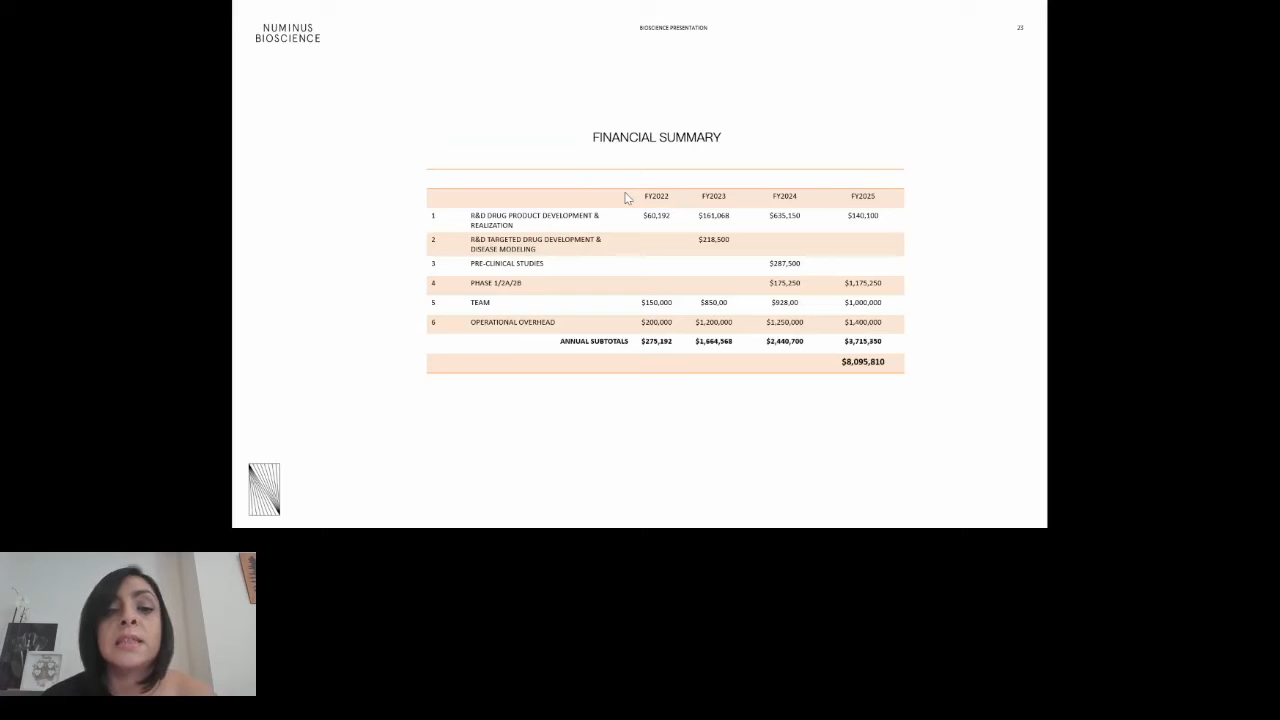 NUMINUS
BIOSCIENCE
BIOSCIENCE PRESENTATION
23
FINANCIAL SUMMARY
FY2022 FY2023 FY2024 FY2025
1 R&D DRUG PRODUCT DEVELOPMENT & REALIZATION $60,192 $161,068 $635,150 $140,100
2 R&D TARGETED DRUG DEVELOPMENT & DISEASE MODELING $218,500
3 PRE-CLINICAL STUDIES $287,500
4 PHASE 1/2A/2B $175,250 $1,175,250
5 TEAM $150,000 $850,00 $928,00 $1,000,000
6 OPERATIONAL OVERHEAD $200,000 $1,200,000 $1,250,000 $1,400,000
ANNUAL SUBTOTALS $275,192 $1,664,568 $2,440,700 $3,715,350
$8,095,810